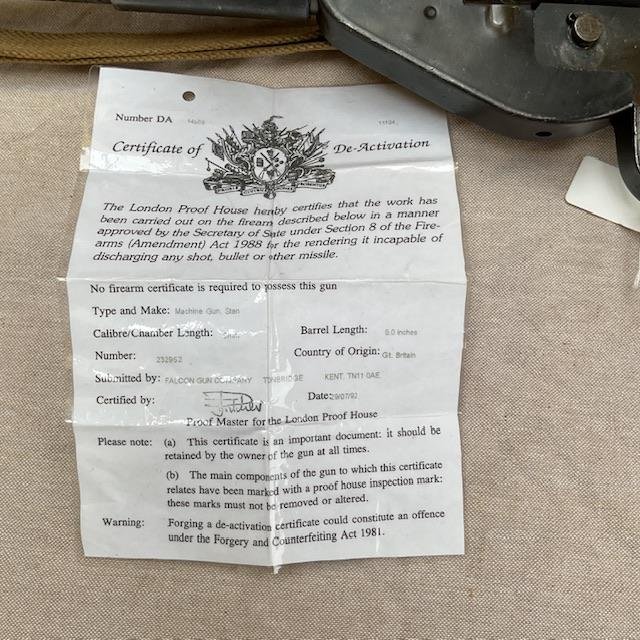 Number DA
Certificate of De-Activation
The London Proof House hereby certifies that the work has
been carried out on the firearm described below in a manner
approved by the Secretary of State under Section 8 of the Fire-
arms (Amendment) Act 1988 for the rendering it incapable of
discharging any shot, bullet or other missile.
No firearm certificate is required to possess this gun
Type and Make: Machine Gun, Sten
Calibre/Chamber Length: Barrel Length: inches
Number: 232952 Country of Origin: Gt. Britain
Submitted by: FALCON GUN COMPANY TONBRIDGE KENT. TN11 0AE
Certified by: Date: 29/07/92
Proof Master for the London Proof House
Please note: (a) This certificate is an important document: it should be
retained by the owner of the gun at all times.
(b) The main components of the gun to which this certificate
relates have been marked with a proof house inspection mark:
these marks must not be removed or altered.
Warning: Forging a de-activation certificate could constitute an offence
under the Forgery and Counterfeiting Act 1981.